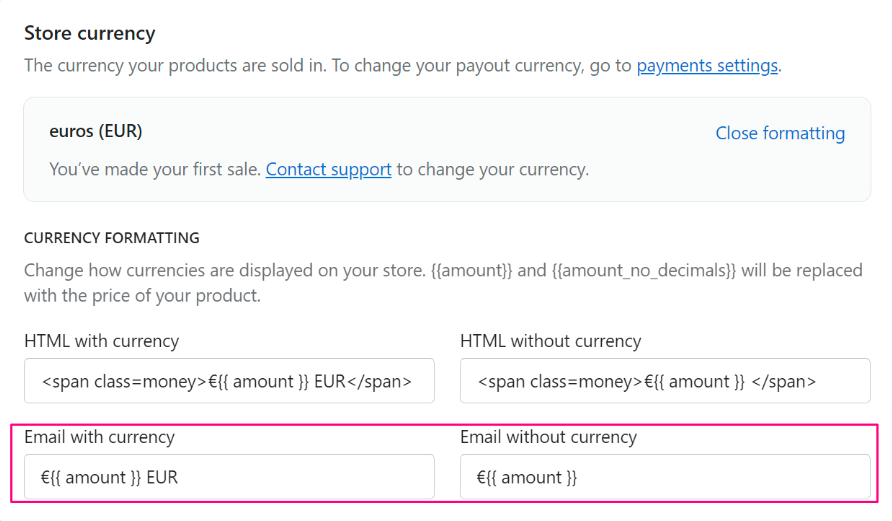 Store currency
The currency your products are sold in. To change your payout currency, go to payments settings.
euros (EUR)
Close formatting
You’ve made your first sale. Contact support to change your currency.
CURRENCY FORMATTING
Change how currencies are displayed on your store. {{amount}} and {{amount_no_decimals}} will be replaced
with the price of your product.
HTML with currency
HTML without currency
<span class=money>€{{ amount }} EUR</span>
<span class=money>€{{ amount }} </span>
Email with currency
Email without currency
€{{ amount }} EUR
€{{ amount }}